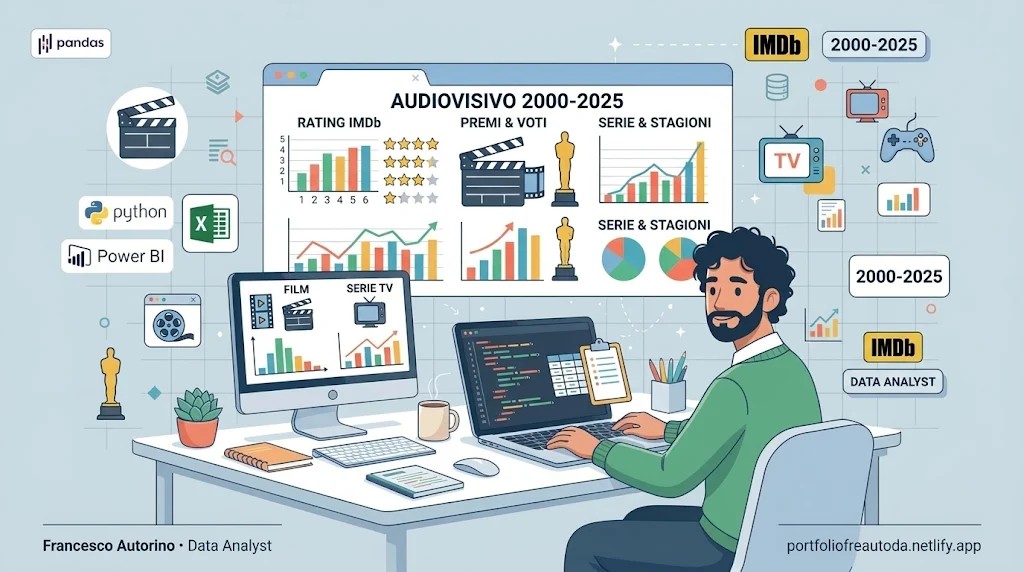 pandas
IMDb
2000-2025
AUDIOVISIVO 2000-2025
RATING IMDb
PREMI & VOTI
SERIE & STAGIONI
5
4
3
2
1
1 2 3 4 5 6
TV
python
X
Power BI
SERIE & STAGIONI
2000-2025
FILM
SERIE TV
IMDb
DATA ANALYST
Francesco Autorino • Data Analyst
portfoliofreautoda.netlify.app